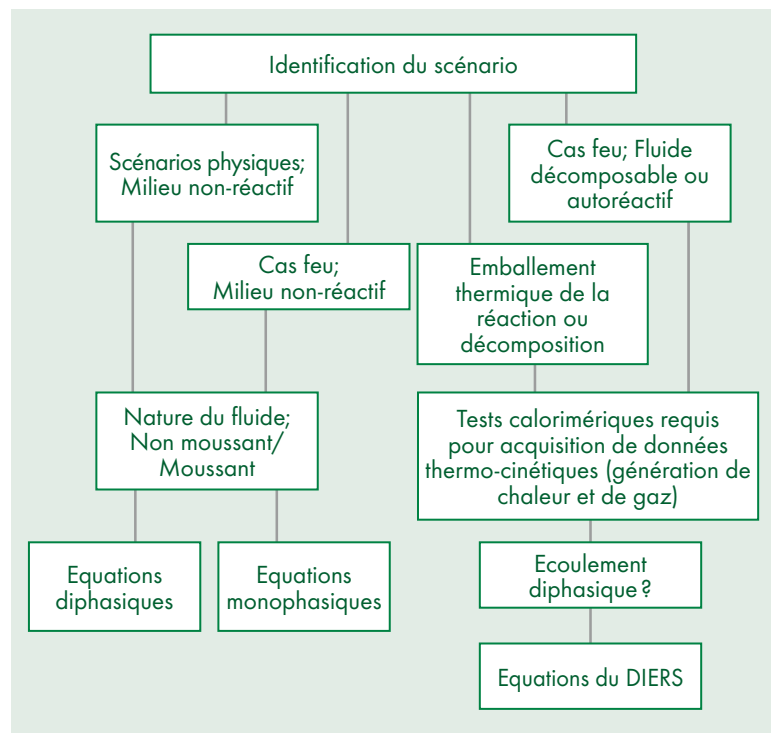 Identification du scénario
Scénarios physiques;
Milieu non-réactif
Cas feu; Fluide
décomposable ou
autoréactif
Cas feu;
Milieu non-réactif
Emballement
thermique de la
réaction ou
décomposition
Nature du fluide;
Non moussant/
Moussant
Tests calorimériques requis
pour acquisition de données
thermo-cinétiques (génération de
chaleur et de gaz)
Equations
diphasiques
Equations
monophasiques
Ecoulement
diphasique ?
Equations du DIERS